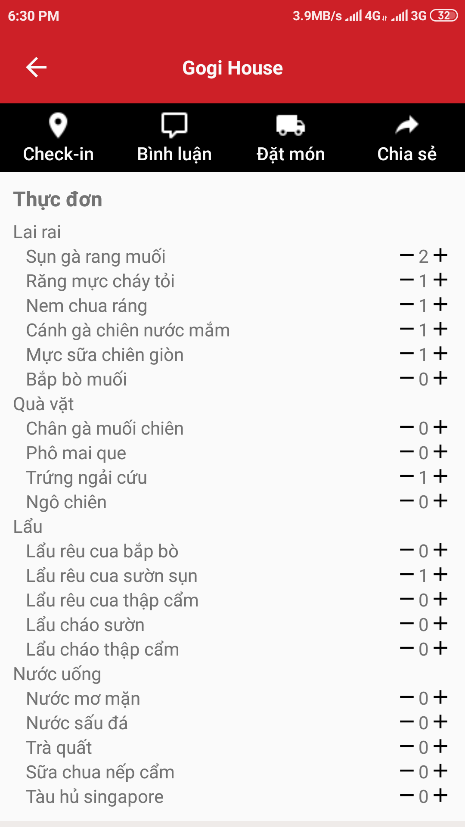 6:30 PM 3.9MB/s 4G 3G 32
Gogi House
Check-in Bình luận Đặt món Chia sẻ
Thực đơn
Lai rai
Sụn gà rang muối − 2 +
Răng mực cháy tỏi − 1 +
Nem chua ráng − 1 +
Cánh gà chiên nước mắm − 1 +
Mực sữa chiên giòn − 1 +
Bắp bò muối − 0 +
Quà vặt
Chân gà muối chiên − 0 +
Phô mai que − 0 +
Trứng ngải cứu − 1 +
Ngô chiên − 0 +
Lẩu
Lẩu rêu cua bắp bò − 0 +
Lẩu rêu cua sườn sụn − 1 +
Lẩu rêu cua thập cẩm − 0 +
Lẩu cháo sườn − 0 +
Lẩu cháo thập cẩm − 0 +
Nước uống
Nước mơ mặn − 0 +
Nước sấu đá − 0 +
Trà quất − 0 +
Sữa chua nếp cẩm − 0 +
Tàu hủ singapore − 0 +